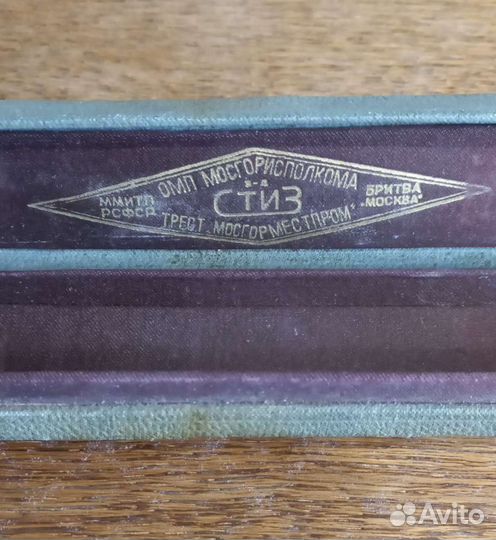 ОМП МОСГОРИСПОЛКОМА
ММИТП
РСФСР
З-Д
СТИЗ
БРИТВА
„МОСКВА“
ТРЕСТ „МОСГОРМЕСТПРОМ“
Avito